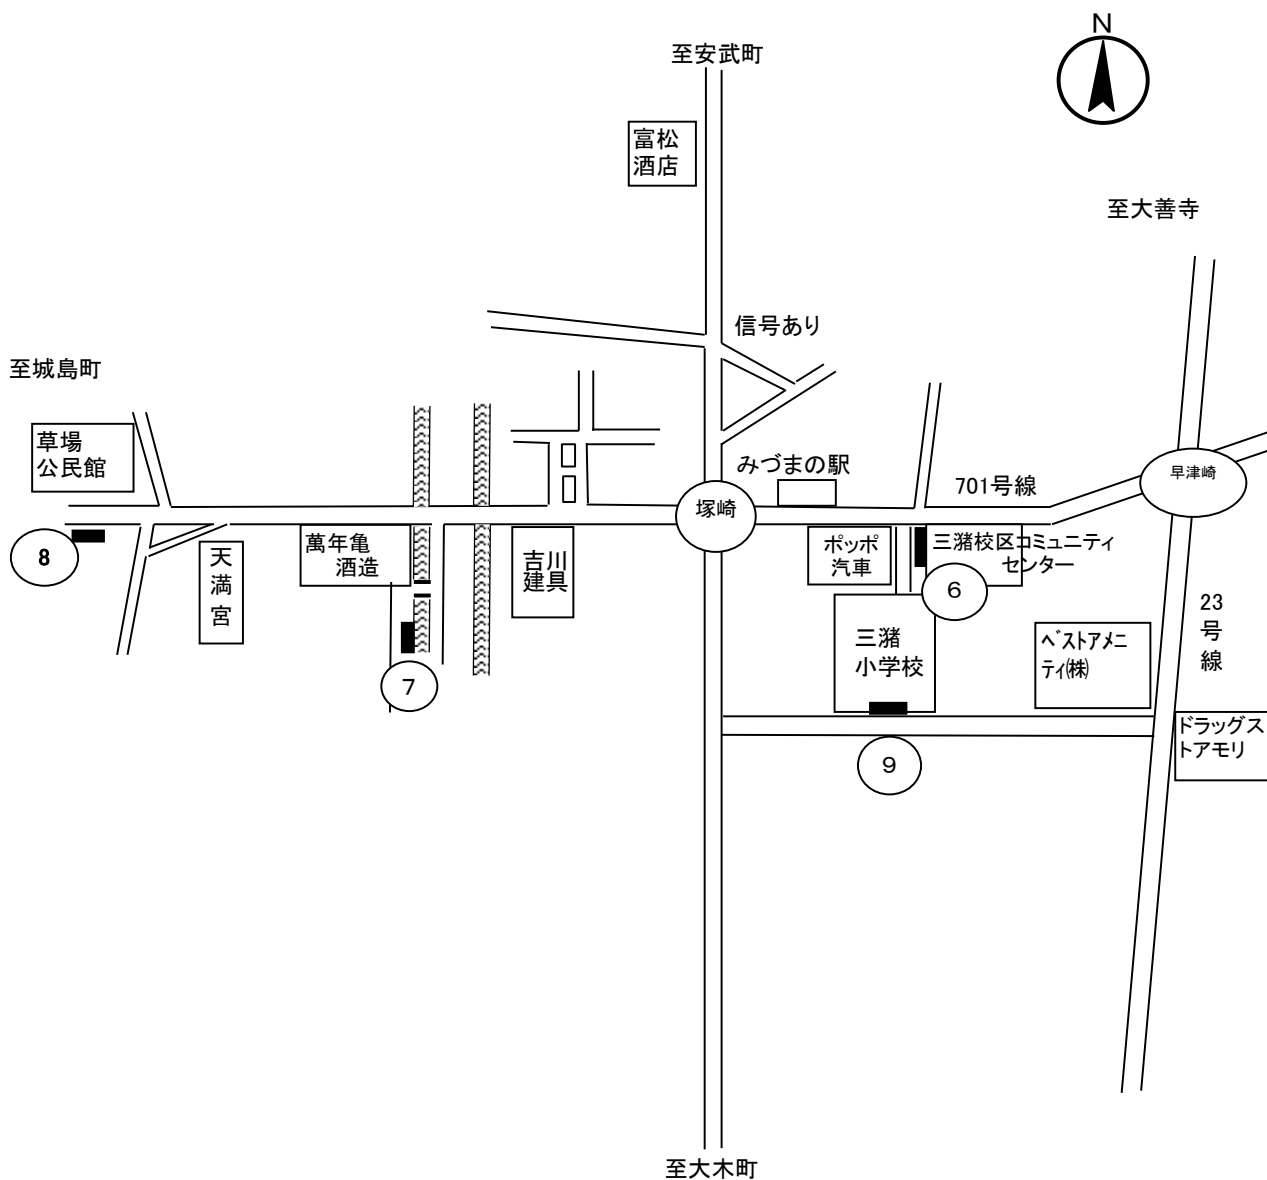 N
至安武町
富松
酒店
至大善寺
信号あり
至城島町
草場
公民館
みづまの駅
701号線
早津崎
塚崎
8
天
満
宮
萬年亀
酒造
吉川
建具
ポッポ
汽車
三潴校区コミュニティ
センター
6
23
号
線
三潴
小学校
ベストアメニ
ティ㈱
7
ドラッグス
トアモリ
9
至大木町